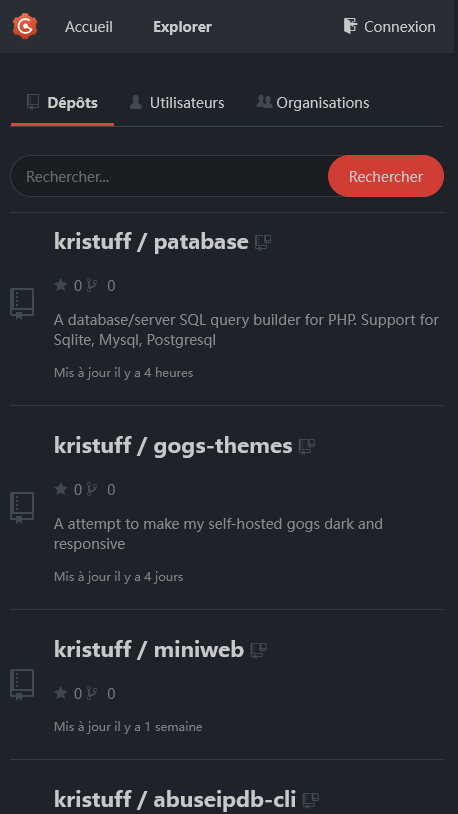 Accueil Explorer Connexion
Dépôts Utilisateurs Organisations
Rechercher... Rechercher
kristuff / patabase
0 0
A database/server SQL query builder for PHP. Support for
Sqlite, Mysql, Postgresql
Mis à jour il y a 4 heures
kristuff / gogs-themes
0 0
A attempt to make my self-hosted gogs dark and
responsive
Mis à jour il y a 4 jours
kristuff / miniweb
0 0
Mis à jour il y a 1 semaine
kristuff / abuseipdb-cli